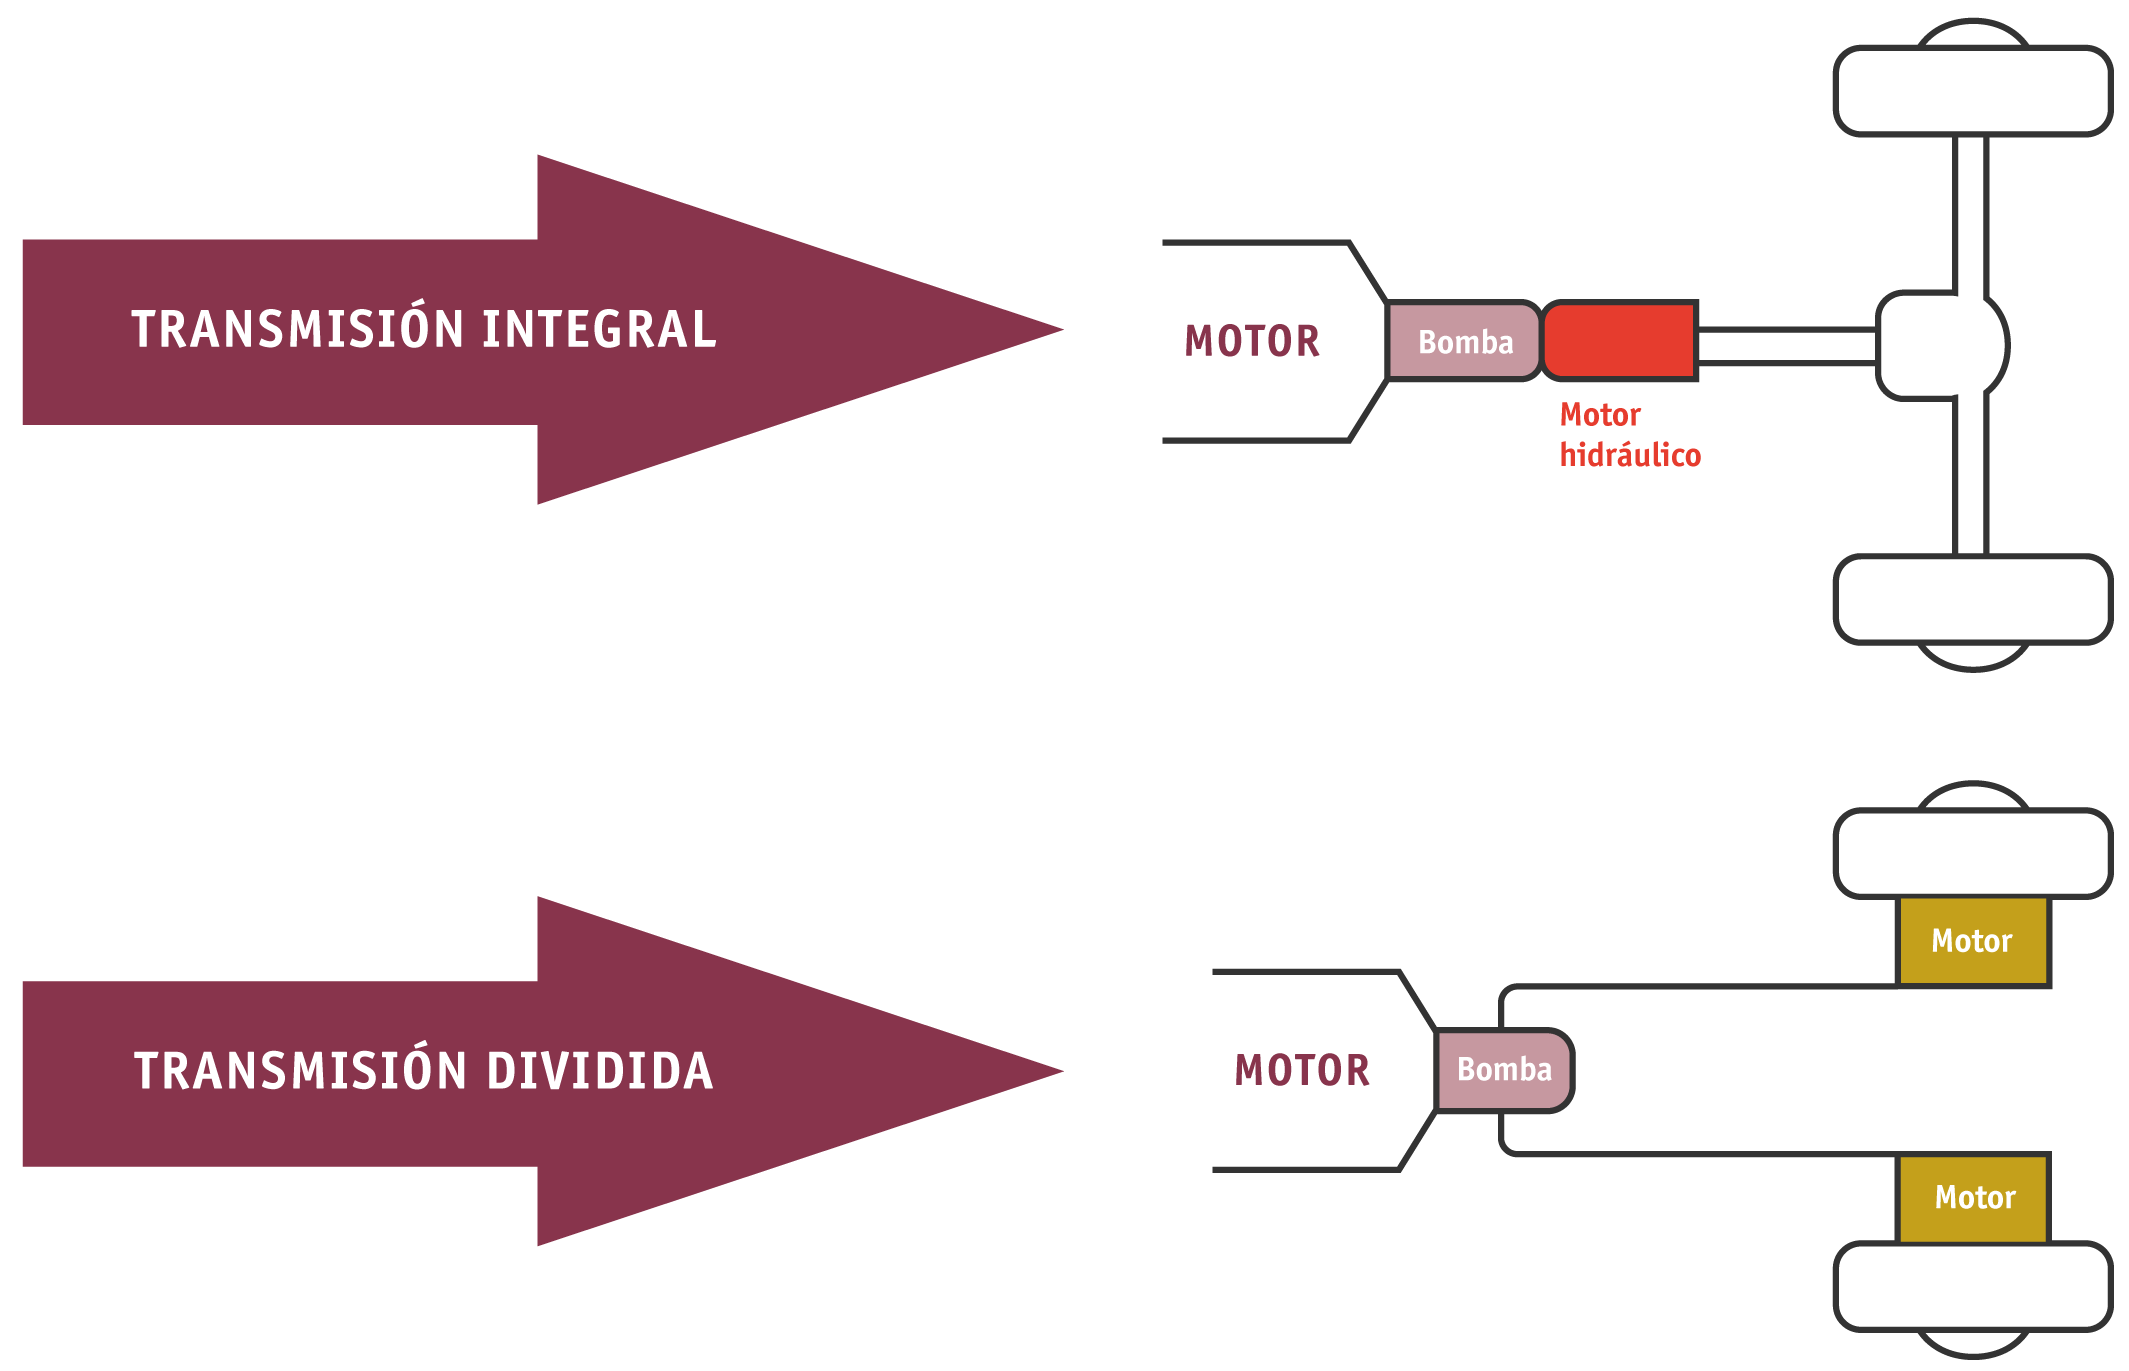 TRANSMISIÓN INTEGRAL
MOTOR
Bomba
Motor
hidráulico
TRANSMISIÓN DIVIDIDA
MOTOR
Bomba
Motor
Motor